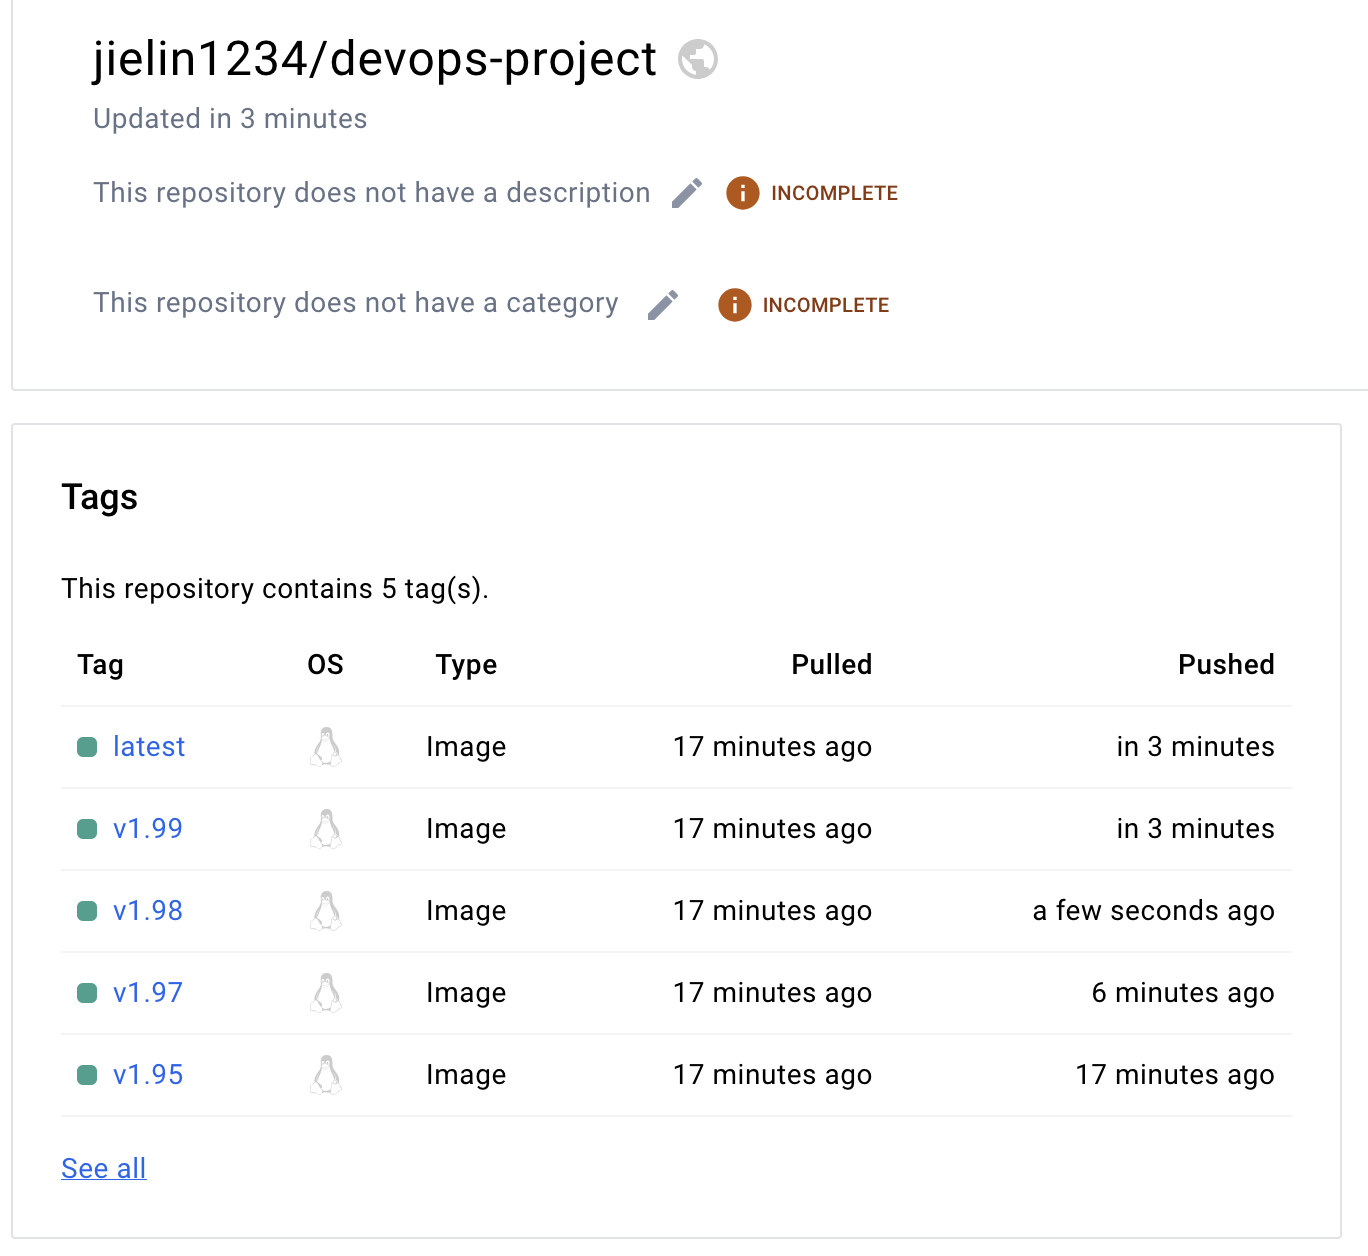 jielin1234/devops-project
Updated in 3 minutes
This repository does not have a description INCOMPLETE
This repository does not have a category INCOMPLETE
Tags
This repository contains 5 tag(s).
Tag OS Type Pulled Pushed
latest Image 17 minutes ago in 3 minutes
v1.99 Image 17 minutes ago in 3 minutes
v1.98 Image 17 minutes ago a few seconds ago
v1.97 Image 17 minutes ago 6 minutes ago
v1.95 Image 17 minutes ago 17 minutes ago
See all